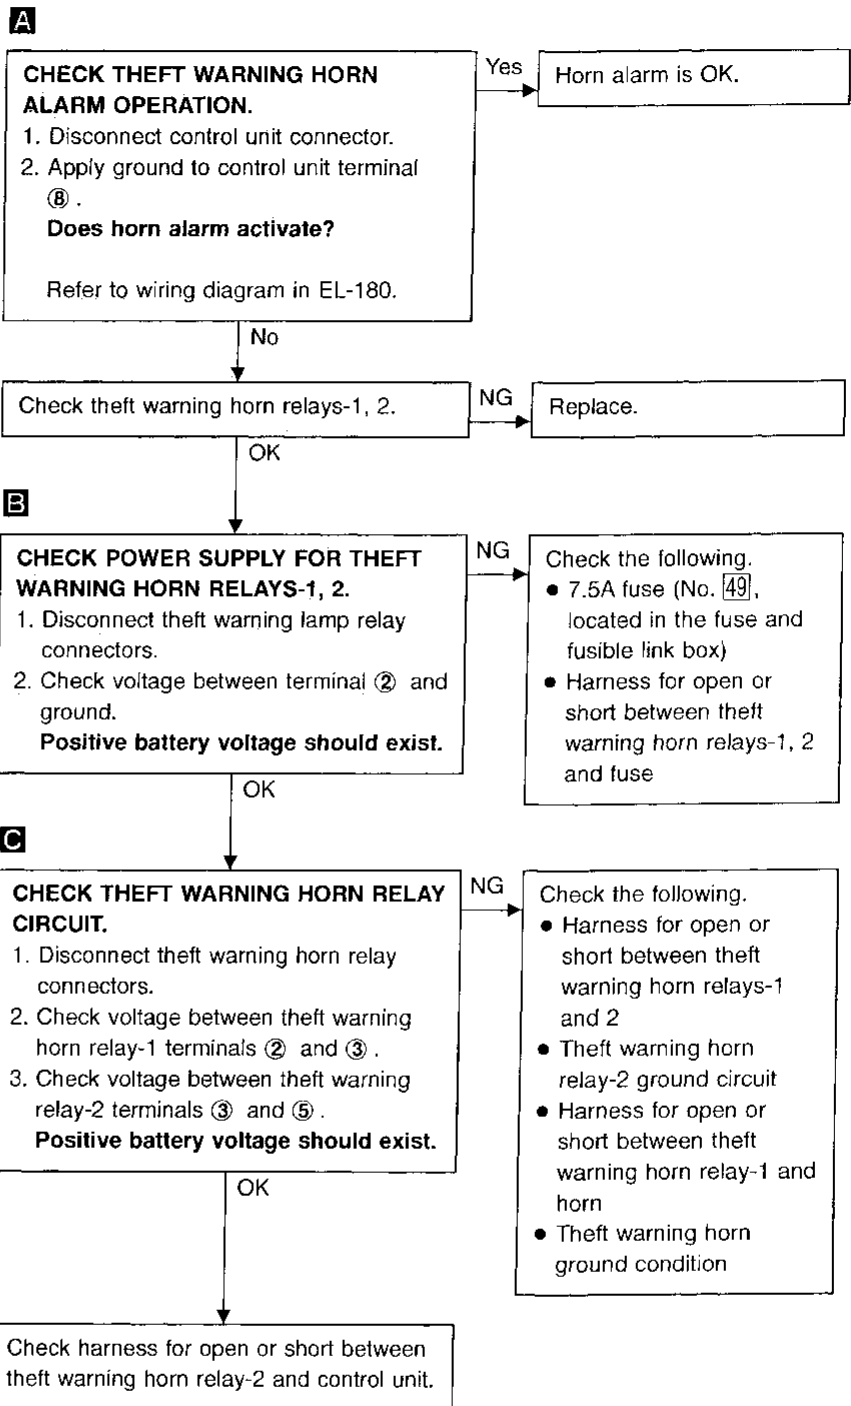 A
CHECK THEFT WARNING HORN
ALARM OPERATION.
1. Disconnect control unit connector.
2. Apply ground to control unit terminal
⑧ .
Does horn alarm activate?
Refer to wiring diagram in EL-180.
Yes
Horn alarm is OK.
No
Check theft warning horn relays-1, 2.
NG
Replace.
OK
B
CHECK POWER SUPPLY FOR THEFT
WARNING HORN RELAYS-1, 2.
1. Disconnect theft warning lamp relay
connectors.
2. Check voltage between terminal ② and
ground.
Positive battery voltage should exist.
NG
Check the following.
● 7.5A fuse (No. 49,
located in the fuse and
fusible link box)
● Harness for open or
short between theft
warning horn relays-1, 2
and fuse
OK
C
CHECK THEFT WARNING HORN RELAY
CIRCUIT.
1. Disconnect theft warning horn relay
connectors.
2. Check voltage between theft warning
horn relay-1 terminals ② and ③ .
3. Check voltage between theft warning
relay-2 terminals ③ and ⑤ .
Positive battery voltage should exist.
NG
Check the following.
● Harness for open or
short between theft
warning horn relays-1
and 2
● Theft warning horn
relay-2 ground circuit
● Harness for open or
short between theft
warning horn relay-1 and
horn
● Theft warning horn
ground condition
OK
Check harness for open or short between
theft warning horn relay-2 and control unit.